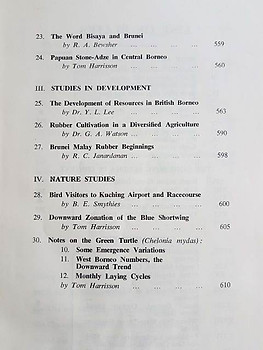 23. The Word Bisaya and Brunei
by R. A. Bewsher ... ... ... 559
24. Papuan Stone-Adze in Central Borneo
by Tom Harrisson ... ... ... 560
III. STUDIES IN DEVELOPMENT
25. The Development of Resources in British Borneo
by Dr. Y. L. Lee ... ... ... 563
26. Rubber Cultivation in a Diversified Agriculture
by Dr. G. A. Watson ... ... ... 590
27. Brunei Malay Rubber Beginnings
by R. C. Janardanan ... ... ... 598
IV. NATURE STUDIES
28. Bird Visitors to Kuching Airport and Racecourse
by B. E. Smythies ... ... ... 600
29. Downward Zonation of the Blue Shortwing
by Tom Harrisson ... ... ... 605
30. Notes on the Green Turtle (Chelonia mydas) :
10. Some Emergence Variations
11. West Borneo Numbers, the
Downward Trend
12. Monthly Laying Cycles
by Tom Harrisson ... ... ... 610